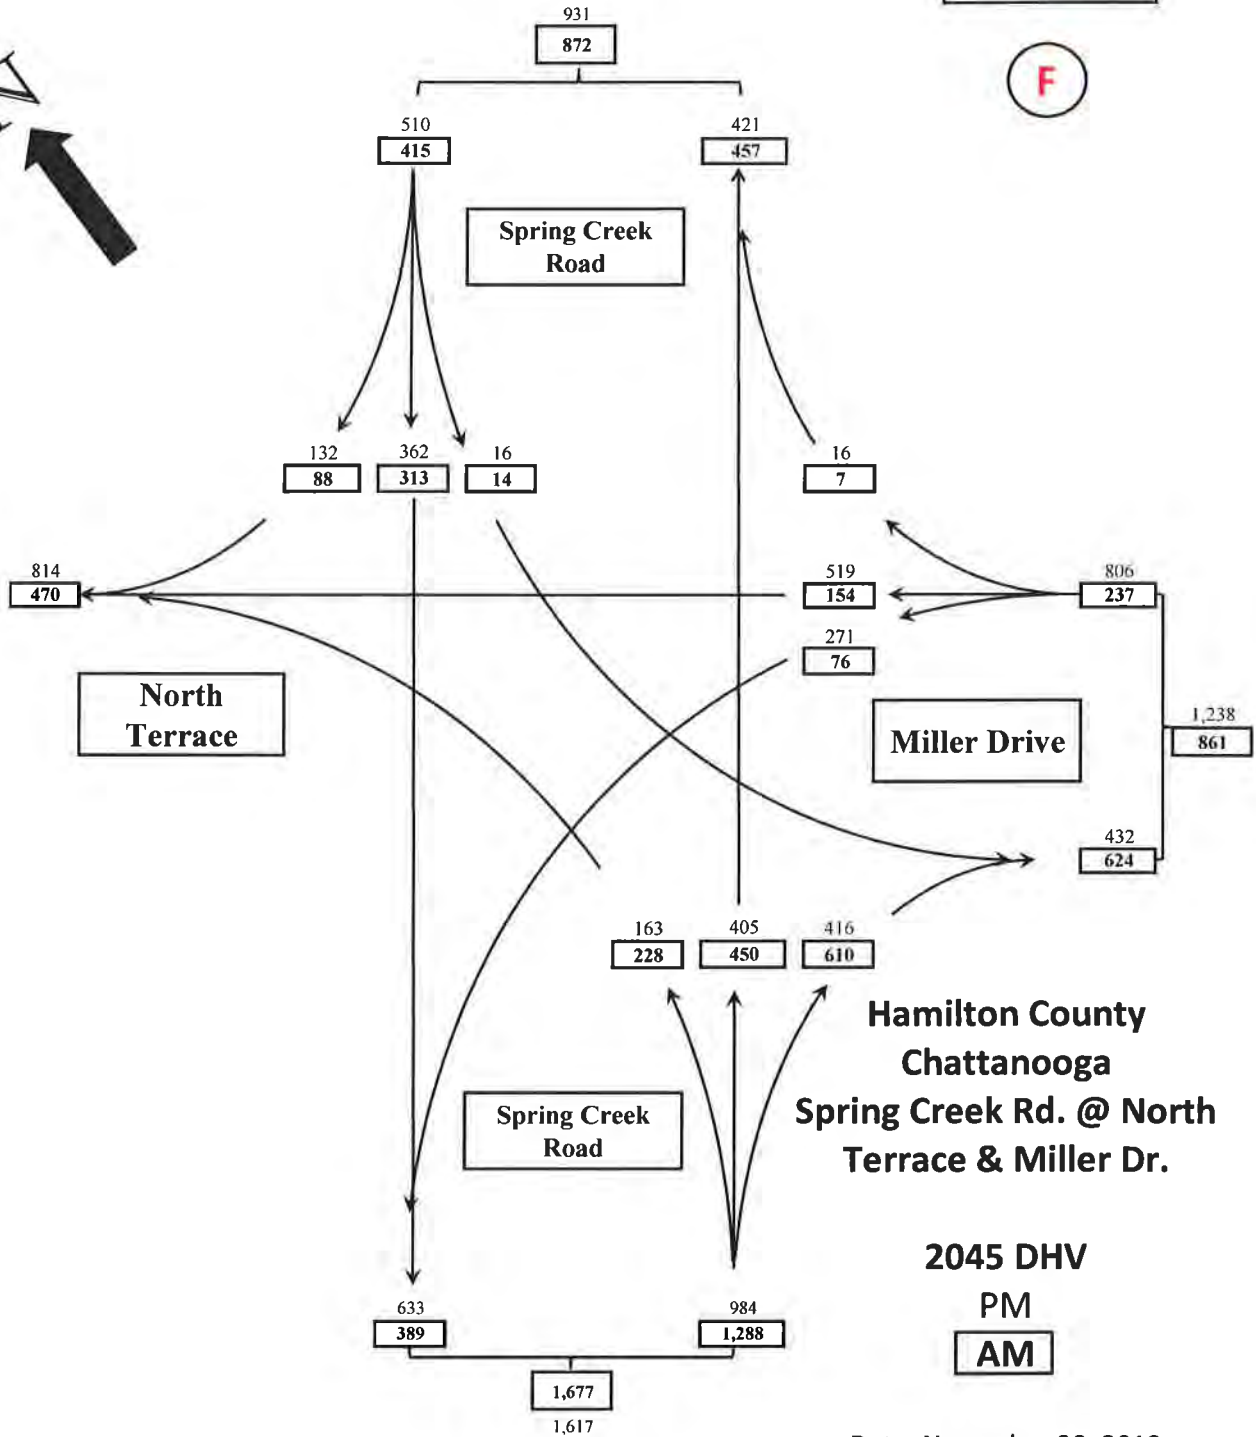 931
872
F
510
421
415
457
Spring Creek
Road
132
362
16
16
88
313
14
7
814
519
806
470
154
237
271
76
North
Terrace
Miller Drive
1,238
861
432
624
163
405
416
228
450
610
Hamilton County
Chattanooga
Spring Creek Rd. @ North
Terrace & Miller Dr.
Spring Creek
Road
2045 DHV
PM
AM
633
984
389
1,288
1,677
1,617